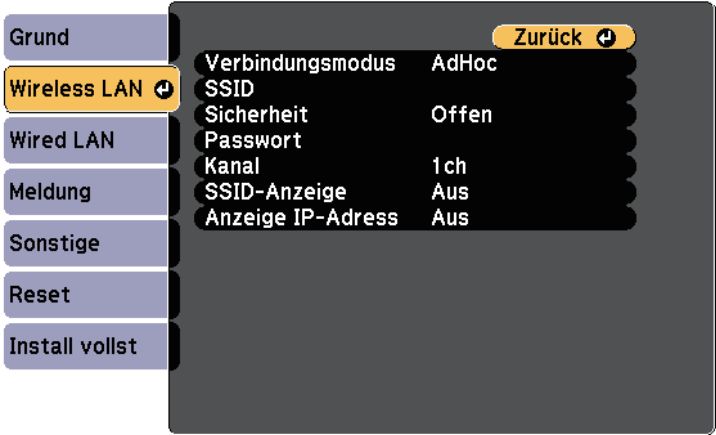 Grund
Wireless LAN
Wired LAN
Meldung
Sonstige
Reset
Install vollst
Zurück
Verbindungsmodus AdHoc
SSID
Sicherheit Offen
Passwort
Kanal 1ch
SSID-Anzeige Aus
Anzeige IP-Adress Aus